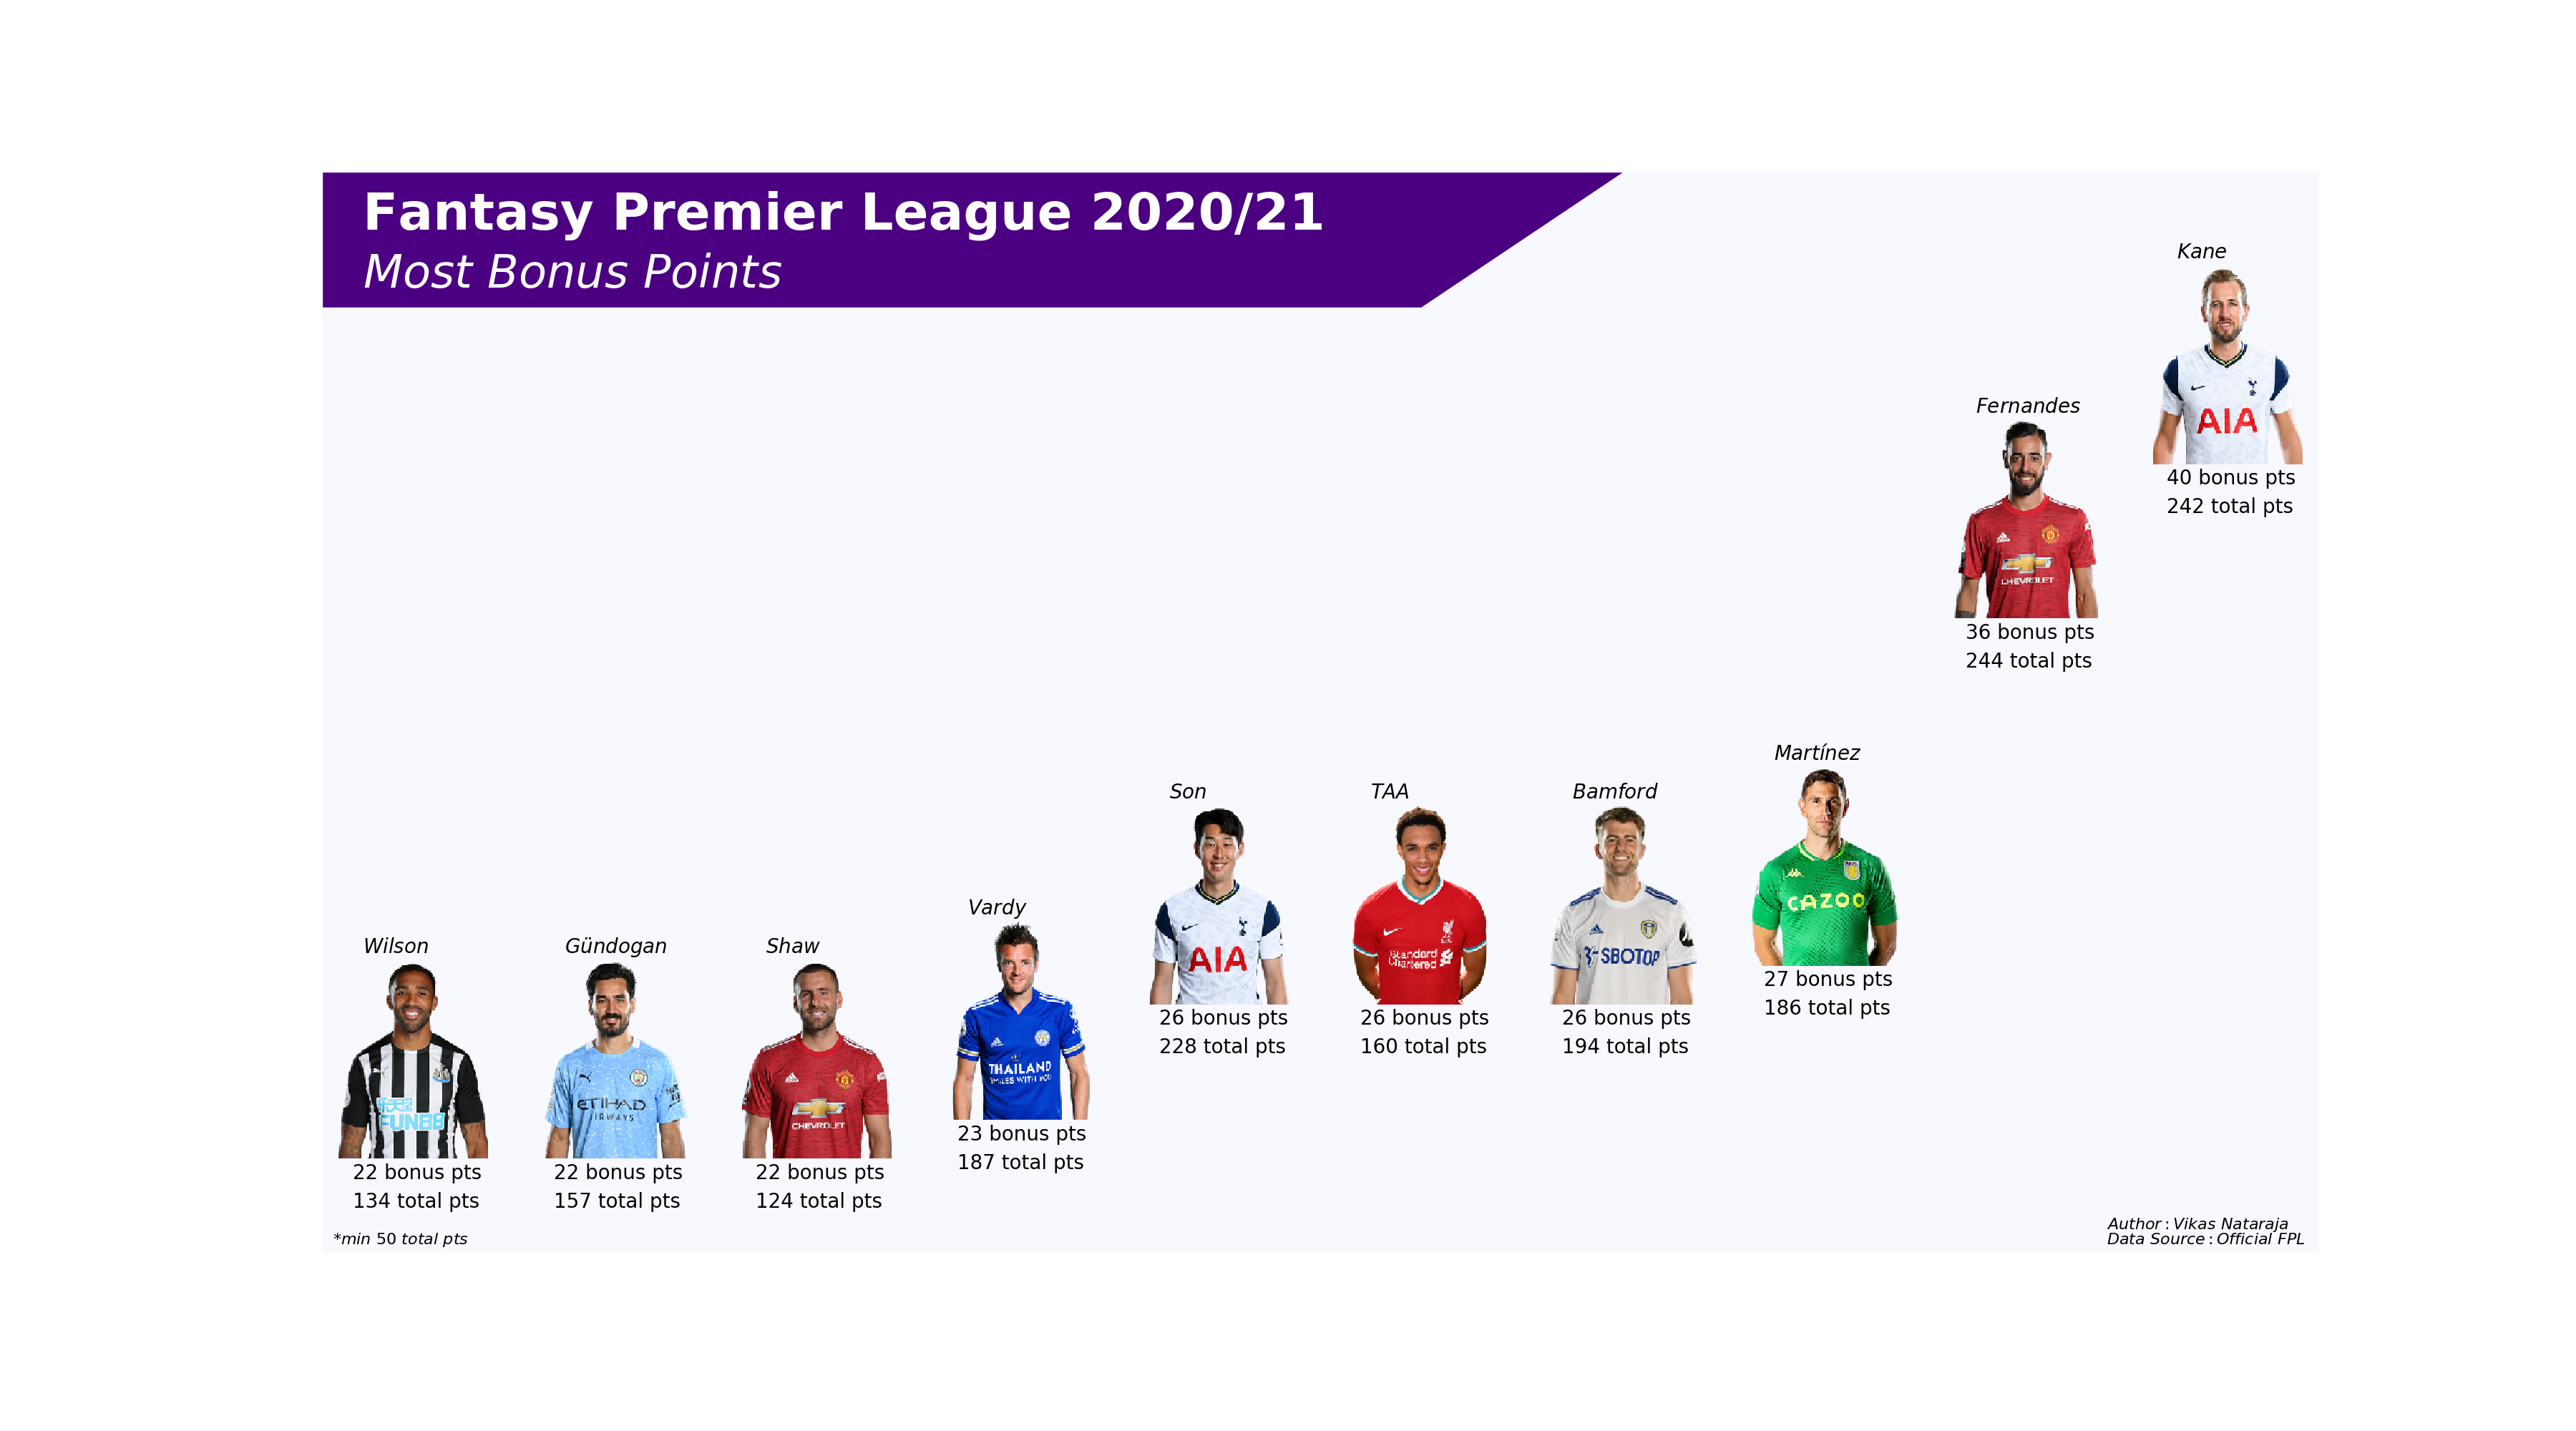 Fantasy Premier League 2020/21
Most Bonus Points
Kane
AIA
40 bonus pts
242 total pts
Fernandes
CHEVROLET
36 bonus pts
244 total pts
Martínez
CAZOO
27 bonus pts
186 total pts
Son
AIA
26 bonus pts
228 total pts
TAA
Standard
Chartered
26 bonus pts
160 total pts
Bamford
SBOTOP
26 bonus pts
194 total pts
Vardy
THAILAND
SMILES WITH YOU
23 bonus pts
187 total pts
Wilson
FUN88
22 bonus pts
134 total pts
Gündogan
ETIHAD
AIRWAYS
22 bonus pts
157 total pts
Shaw
CHEVROLET
22 bonus pts
124 total pts
*min 50 total pts
Author : Vikas Nataraja
Data Source : Official FPL